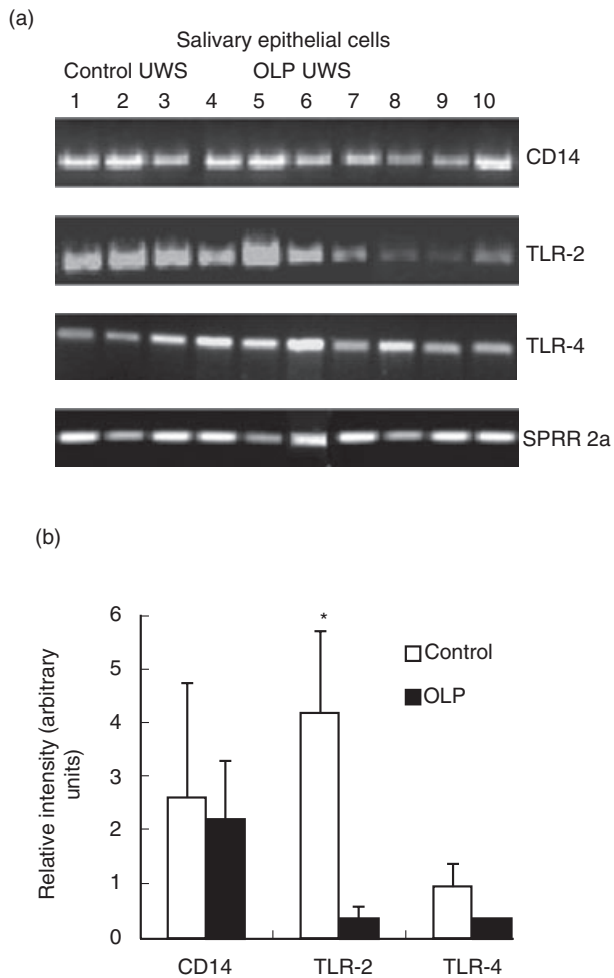 (a)
Salivary epithelial cells
Control UWS OLP UWS
1 2 3 4 5 6 7 8 9 10
CD14
TLR-2
TLR-4
SPRR 2a
(b)
Relative intensity (arbitrary
units)
6
5
4
3
2
1
0
*
Control
OLP
CD14 TLR-2 TLR-4